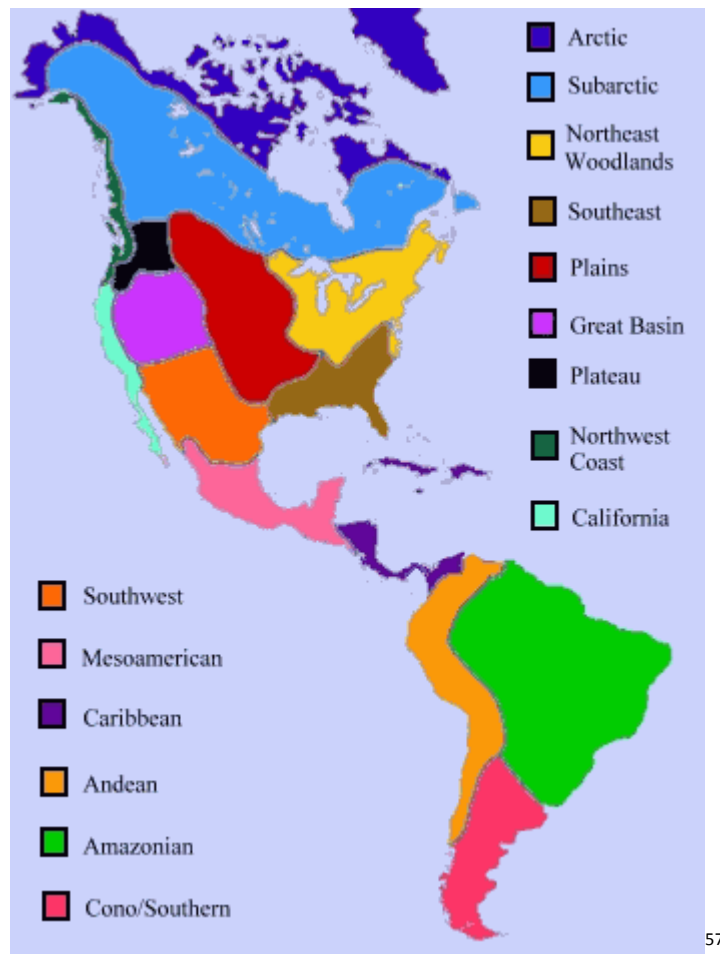 Arctic
Subarctic
Northeast
Woodlands
Southeast
Plains
Great Basin
Plateau
Northwest
Coast
California
Southwest
Mesoamerican
Caribbean
Andean
Amazonian
Cono/Southern
57